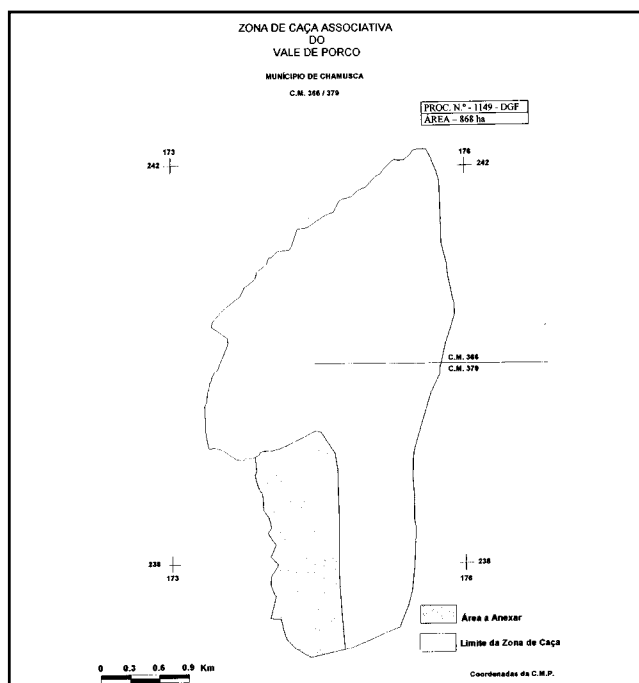 ZONA DE CAÇA ASSOCIATIVA
DO
VALE DE PORCO
MUNICÍPIO DE CHAMUSCA
C.M. 366 / 379
PROC. N.º - 1149 - DGF
ÁREA – 868 ha
173
242
176
242
C.M. 366
C.M. 379
238
173
238
176
Área a Anexar
Limite da Zona de Caça
0 0.3 0.6 0.9 Km
Coordenadas da C.M.P.